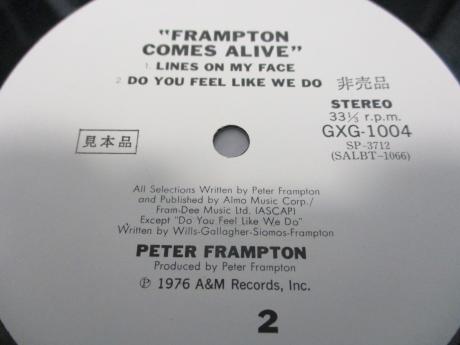 "FRAMPTON
COMES ALIVE"
1. LINES ON MY FACE
2. DO YOU FEEL LIKE WE DO
非売品
STEREO
33⅓ r.p.m.
GXG-1004
SP-3712
(SALBT-1066)
見本品
All Selections Written by Peter Frampton
and Published by Almo Music Corp./
Fram-Dee Music Ltd. (ASCAP)
Except "Do You Feel Like We Do"
Written by Wills-Gallagher-Siomos-Frampton
PETER FRAMPTON
Produced by Peter Frampton
℗ 1976 A&M Records, Inc.
2